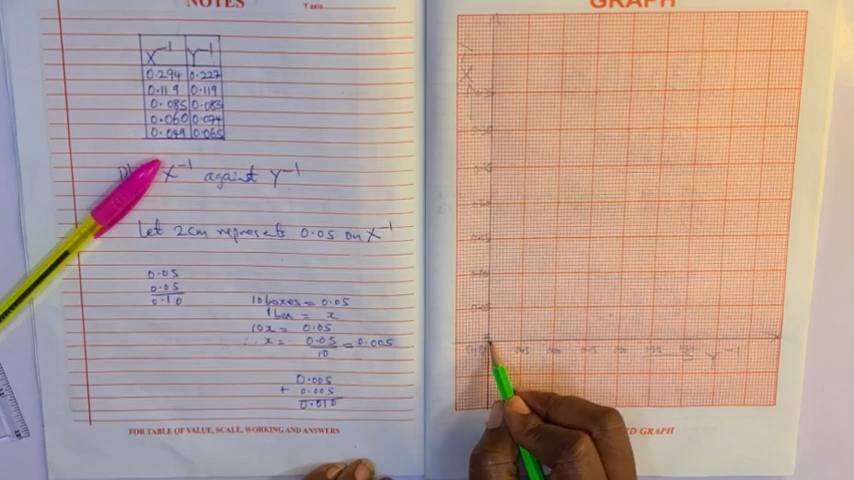 NOTES
Y axis
X⁻¹ Y⁻¹
0.294 0.227
0.119 0.119
0.085 0.085
0.060 0.074
0.049 0.065
X⁻¹ against Y⁻¹
Let 2cm represents 0.05 on X⁻¹
0.05
0.05
0.10
10 boxes = 0.05
1 box = x
10x = 0.05
∴ x = 0.05 = 0.005
10
0.005
+ 0.005
0.010
FOR TABLE OF VALUE, SCALE, WORKING AND ANSWERS
GRAPH
Y⁻¹
GRAPH